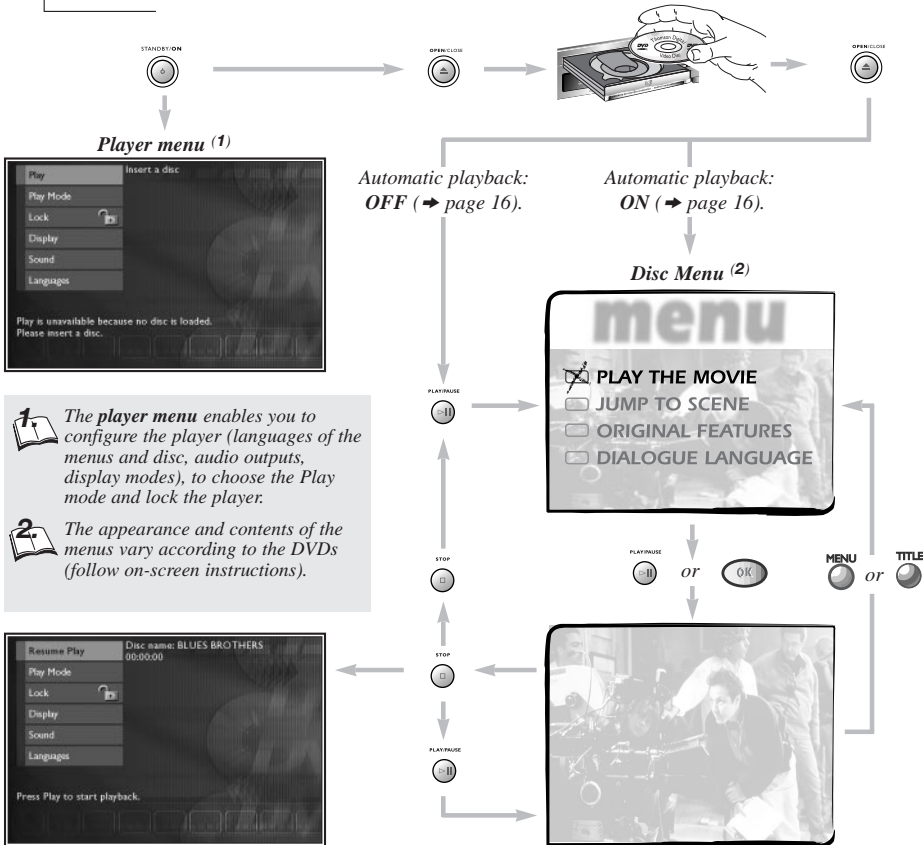 STANDBY/ON
OPEN/CLOSE
Thomson Digital
DVD
Video Disc
OPEN/CLOSE
Player menu (1)
Play
Insert a disc
Play Mode
Lock
Display
Sound
Languages
Play is unavailable because no disc is loaded.
Please insert a disc.
Automatic playback:
OFF (➜ page 16).
Automatic playback:
ON (➜ page 16).
Disc Menu (2)
menu
PLAY THE MOVIE
JUMP TO SCENE
ORIGINAL FEATURES
DIALOGUE LANGUAGE
PLAY/PAUSE
1. The player menu enables you to
configure the player (languages of the
menus and disc, audio outputs,
display modes), to choose the Play
mode and lock the player.
2. The appearance and contents of the
menus vary according to the DVDs
(follow on-screen instructions).
STOP
PLAY/PAUSE
or
OK
MENU
or
TITLE
Resume Play
Disc name: BLUES BROTHERS
00:00:00
Play Mode
Lock
Display
Sound
Languages
Press Play to start playback.
STOP
PLAY/PAUSE